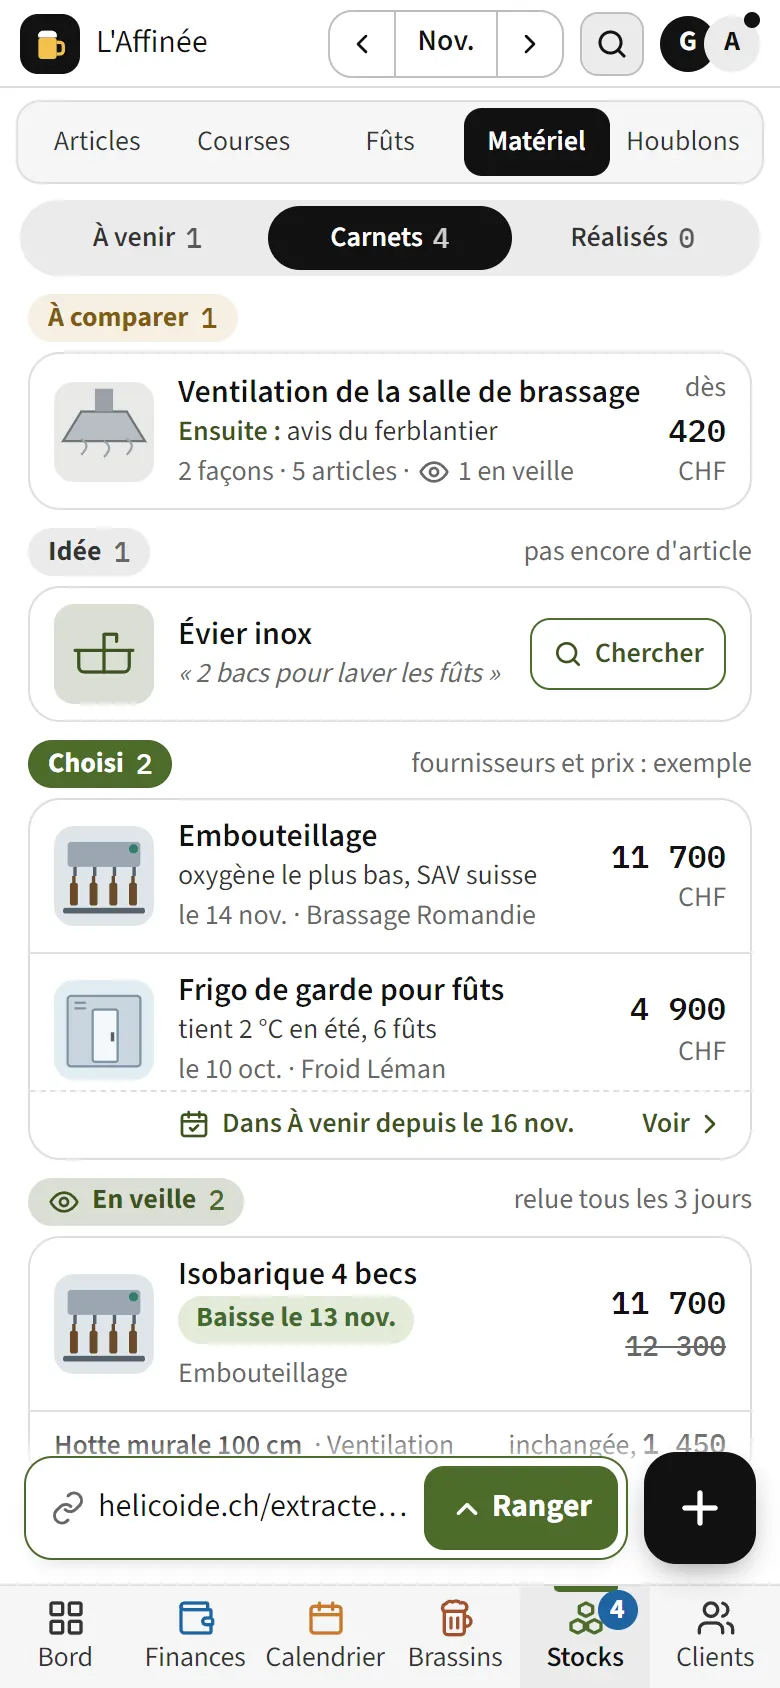 L'Affinée
Nov.
G
A
Articles
Courses
Fûts
Matériel
Houblons
À venir 1
Carnets 4
Réalisés 0
À comparer 1
Ventilation de la salle de brassage
dès
Ensuite : avis du ferblantier
420
2 façons · 5 articles · 1 en veille
CHF
Idée 1
pas encore d'article
Évier inox
« 2 bacs pour laver les fûts »
Chercher
Choisi 2
fournisseurs et prix : exemple
Embouteillage
oxygène le plus bas, SAV suisse
11 700
le 14 nov. · Brassage Romandie
CHF
Frigo de garde pour fûts
tient 2 °C en été, 6 fûts
4 900
le 10 oct. · Froid Léman
CHF
Dans À venir depuis le 16 nov.
Voir
En veille 2
relue tous les 3 jours
Isobarique 4 becs
11 700
Baisse le 13 nov.
12 300
Embouteillage
Hotte murale 100 cm · Ventilation
inchangée, 1 450
helicoide.ch/extracte…
Ranger
4
Bord
Finances
Calendrier
Brassins
Stocks
Clients